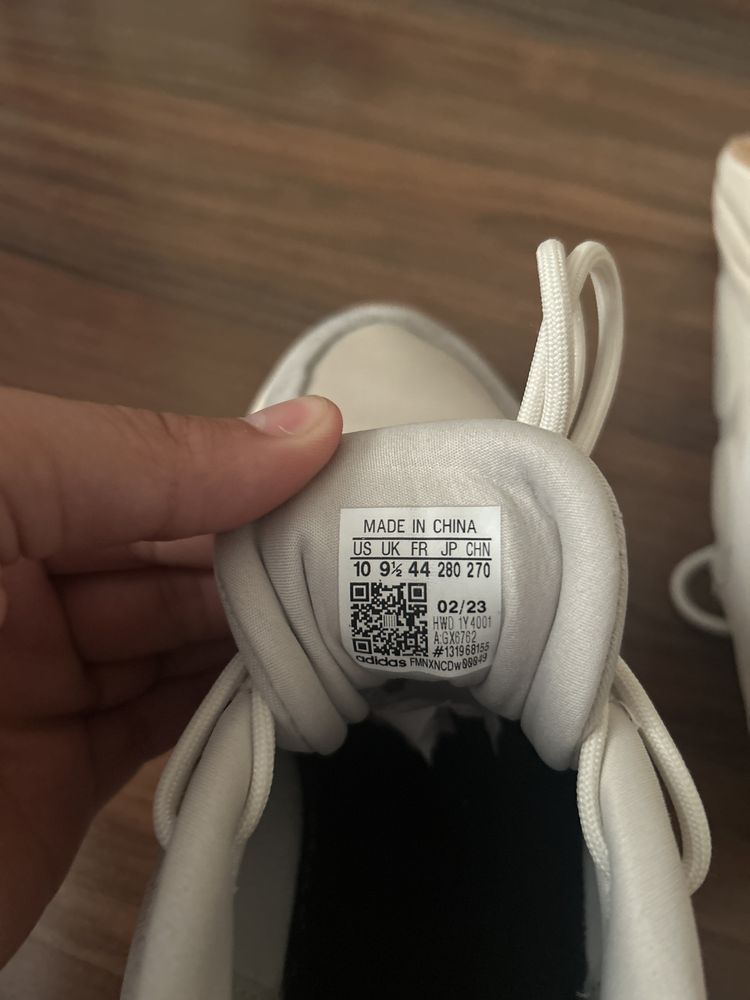 MADE IN CHINA
US UK FR JP CHN
10 9½ 44 280 270
02/23
HWD 1Y4001
A:GX6762
#131968155
adidas FMNXNCDw00049